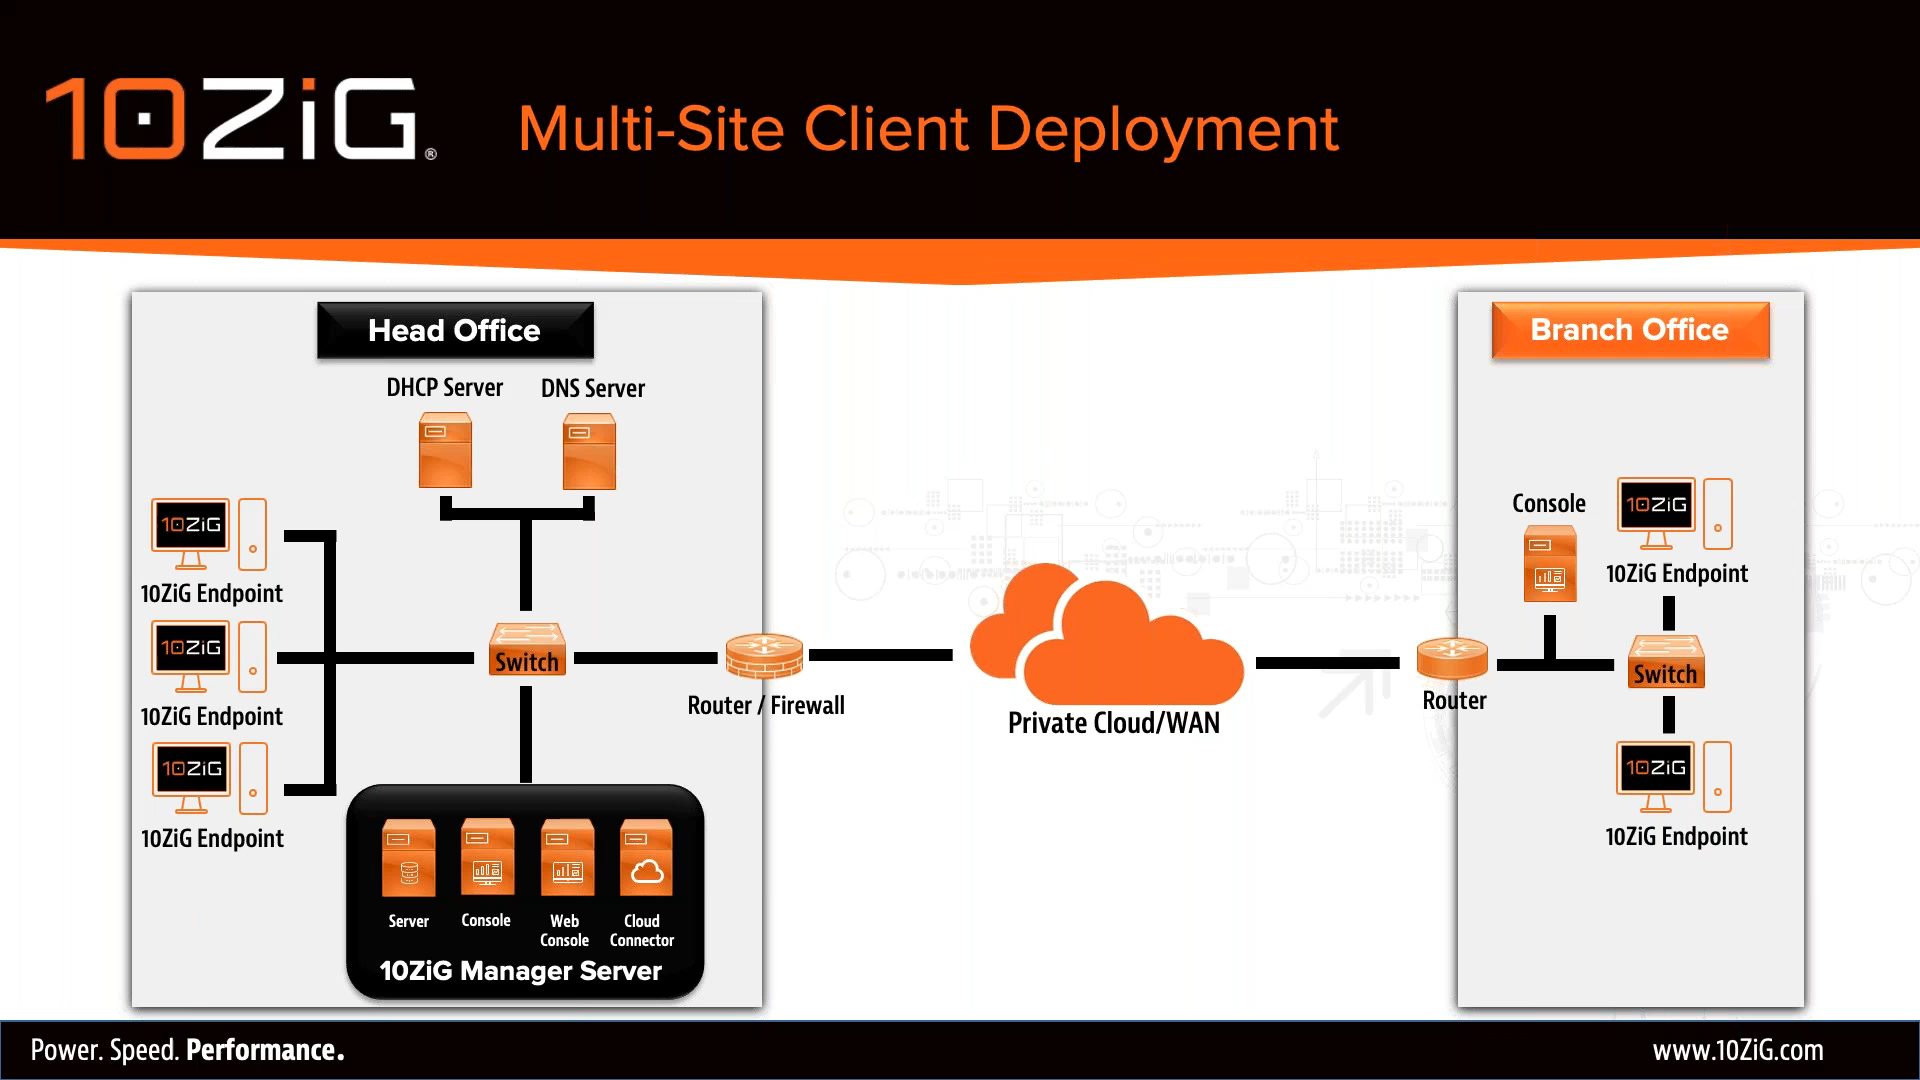 10ZiG®
Multi-Site Client Deployment
Head Office
DHCP Server
DNS Server
10ZiG
10ZiG Endpoint
10ZiG
10ZiG Endpoint
10ZiG
10ZiG Endpoint
Switch
Router / Firewall
Server
Console
Web
Console
Cloud
Connector
10ZiG Manager Server
Private Cloud/WAN
Branch Office
Console
10ZiG
10ZiG Endpoint
Router
Switch
10ZiG
10ZiG Endpoint
Power. Speed. Performance.
www.10ZiG.com